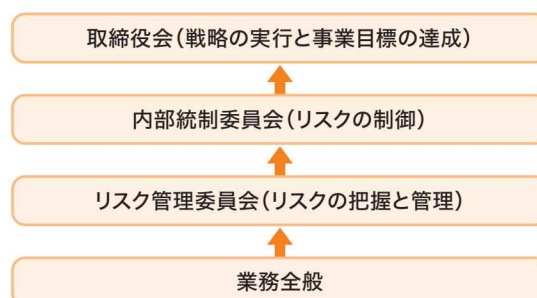 取締役会（戦略の実行と事業目標の達成）
内部統制委員会（リスクの制御）
リスク管理委員会（リスクの把握と管理）
業務全般